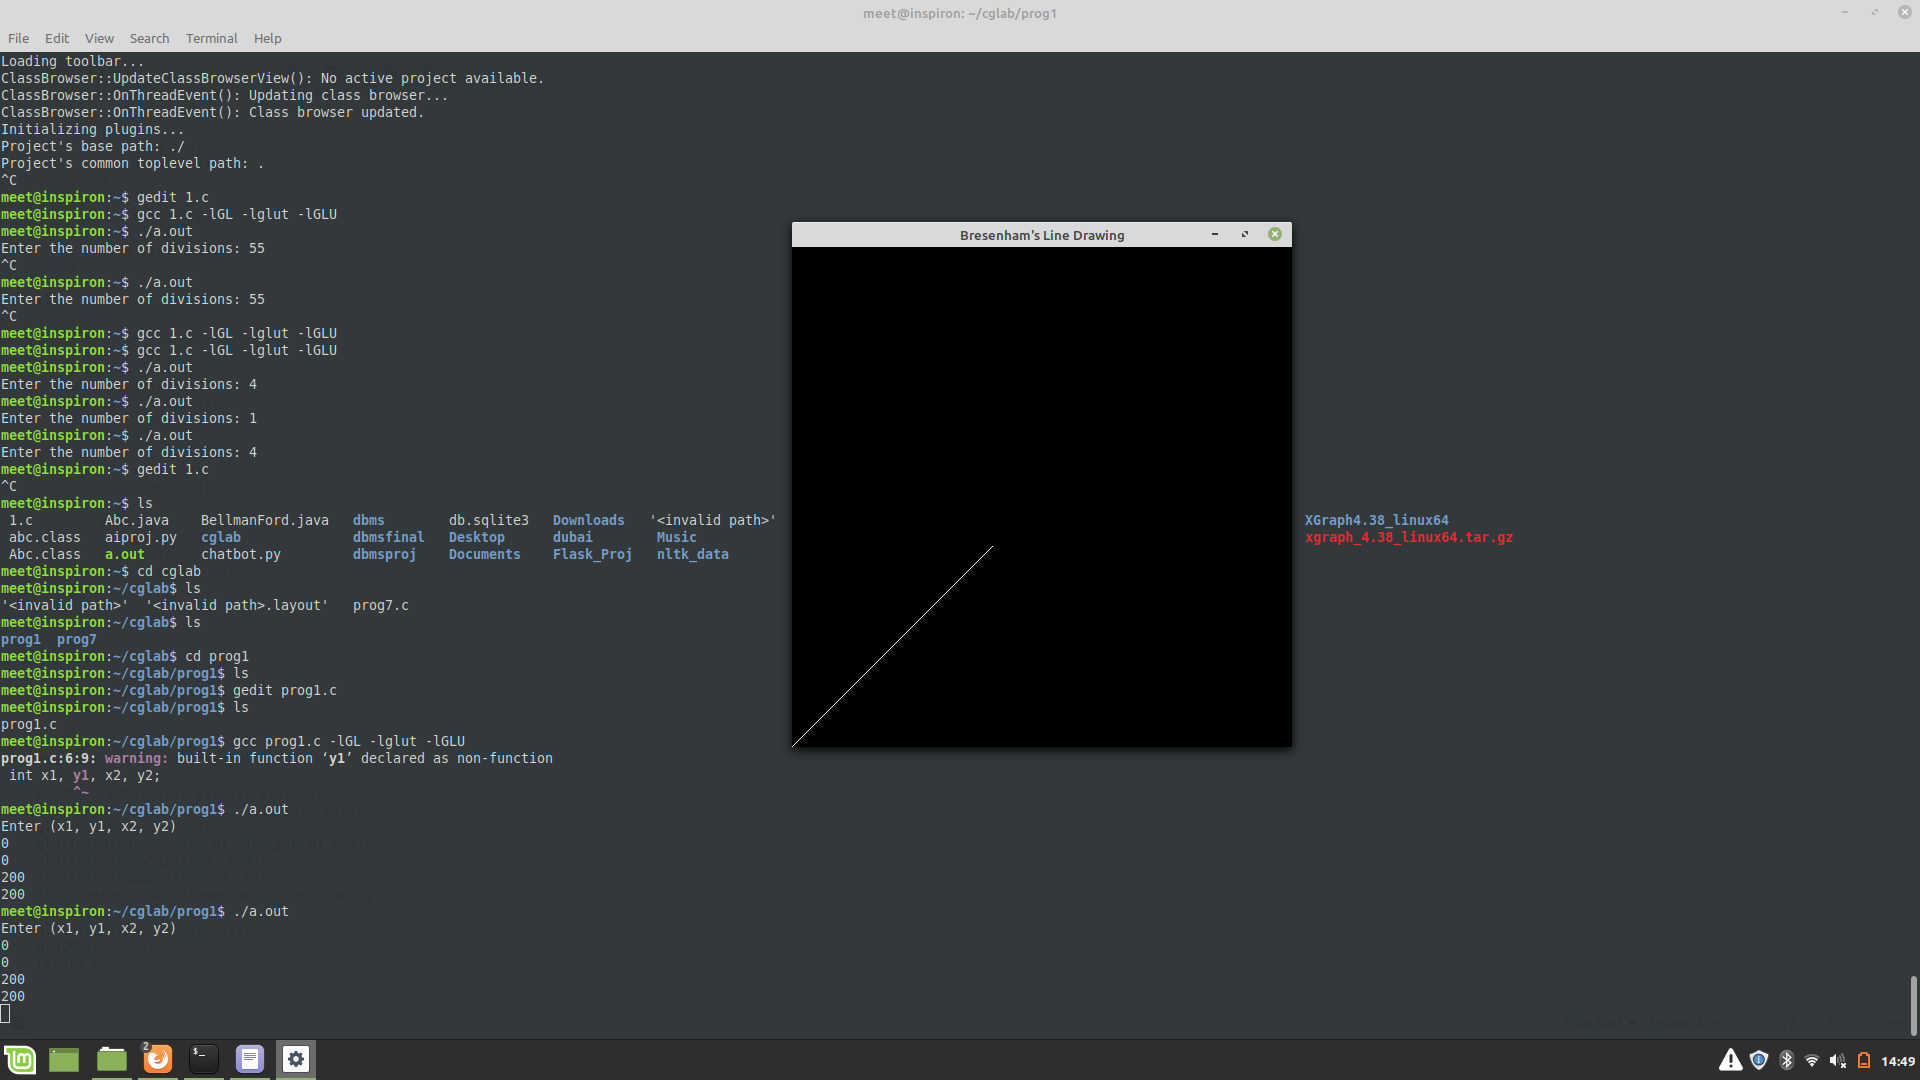 meet@inspiron: ~/cglab/prog1
File Edit View Search Terminal Help
Loading toolbar...
ClassBrowser::UpdateClassBrowserView(): No active project available.
ClassBrowser::OnThreadEvent(): Updating class browser...
ClassBrowser::OnThreadEvent(): Class browser updated.
Initializing plugins...
Project's base path: ./
Project's common toplevel path: .
^C
meet@inspiron:~$ gedit 1.c
meet@inspiron:~$ gcc 1.c -lGL -lglut -lGLU
meet@inspiron:~$ ./a.out
Enter the number of divisions: 55
^C
meet@inspiron:~$ ./a.out
Enter the number of divisions: 55
^C
meet@inspiron:~$ gcc 1.c -lGL -lglut -lGLU
meet@inspiron:~$ gcc 1.c -lGL -lglut -lGLU
meet@inspiron:~$ ./a.out
Enter the number of divisions: 4
meet@inspiron:~$ ./a.out
Enter the number of divisions: 1
meet@inspiron:~$ ./a.out
Enter the number of divisions: 4
meet@inspiron:~$ gedit 1.c
^C
meet@inspiron:~$ ls
1.c Abc.java BellmanFord.java dbms db.sqlite3 Downloads '<invalid path>' XGraph4.38_linux64
abc.class aiproj.py cglab dbmsfinal Desktop dubai Music xgraph_4.38_linux64.tar.gz
Abc.class a.out chatbot.py dbmsproj Documents Flask_Proj nltk_data
meet@inspiron:~$ cd cglab
meet@inspiron:~/cglab$ ls
'<invalid path>' '<invalid path>.layout' prog7.c
meet@inspiron:~/cglab$ ls
prog1 prog7
meet@inspiron:~/cglab$ cd prog1
meet@inspiron:~/cglab/prog1$ ls
meet@inspiron:~/cglab/prog1$ gedit prog1.c
meet@inspiron:~/cglab/prog1$ ls
prog1.c
meet@inspiron:~/cglab/prog1$ gcc prog1.c -lGL -lglut -lGLU
prog1.c:6:9: warning: built-in function ‘y1’ declared as non-function
int x1, y1, x2, y2;
^~
meet@inspiron:~/cglab/prog1$ ./a.out
Enter (x1, y1, x2, y2)
0
0
200
200
meet@inspiron:~/cglab/prog1$ ./a.out
Enter (x1, y1, x2, y2)
0
0
200
200
Bresenham's Line Drawing
2
$_
14:49